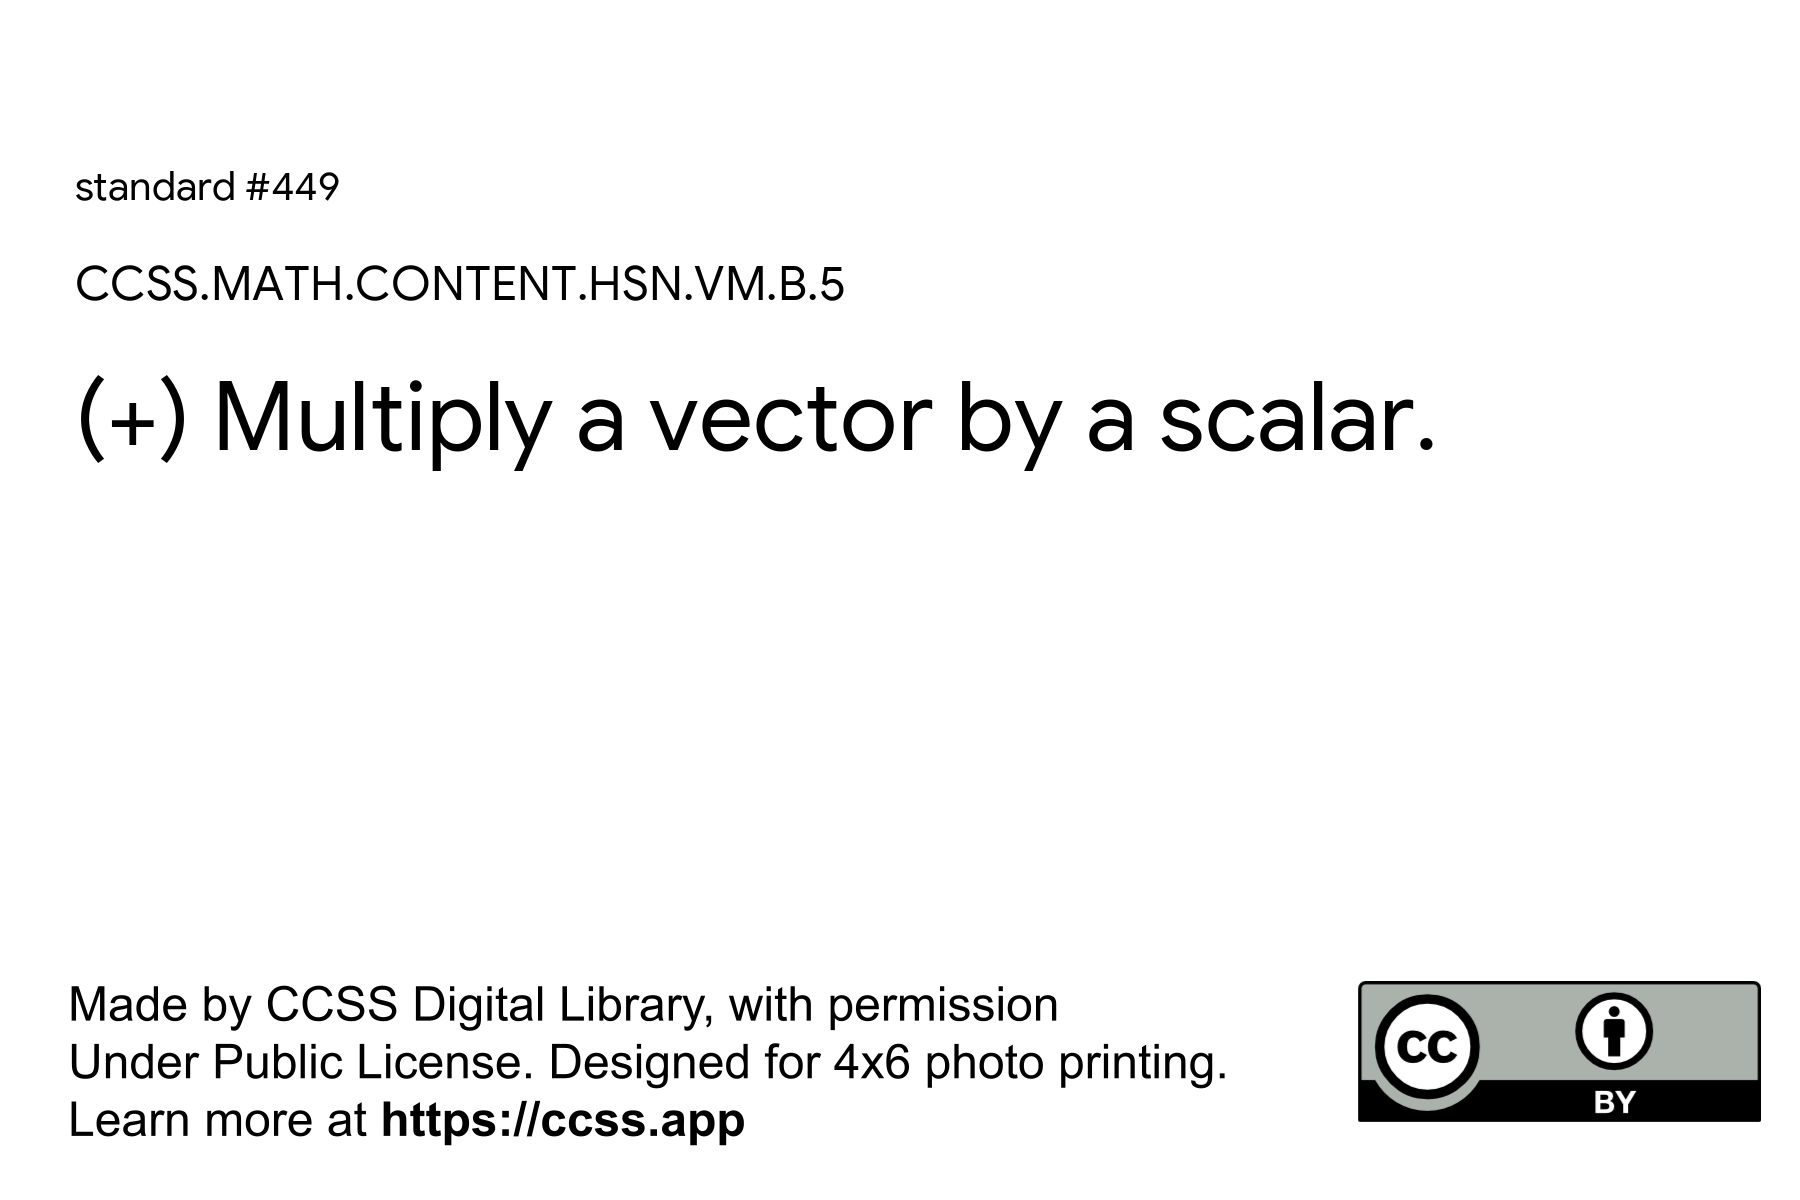 standard #449
CCSS.MATH.CONTENT.HSN.VM.B.5
(+) Multiply a vector by a scalar.
Made by CCSS Digital Library, with permission
Under Public License. Designed for 4x6 photo printing.
Learn more at https://ccss.app
CC
BY